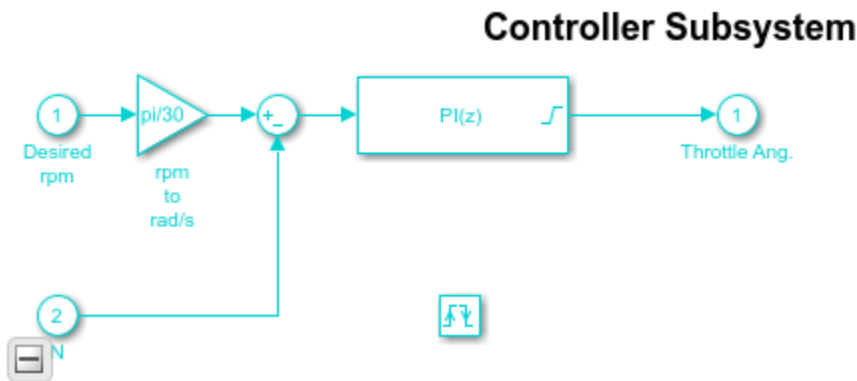 Controller Subsystem
1
Desired
rpm
pi/30
rpm
to
rad/s
+
_
PI(z)
1
Throttle Ang.
2
N